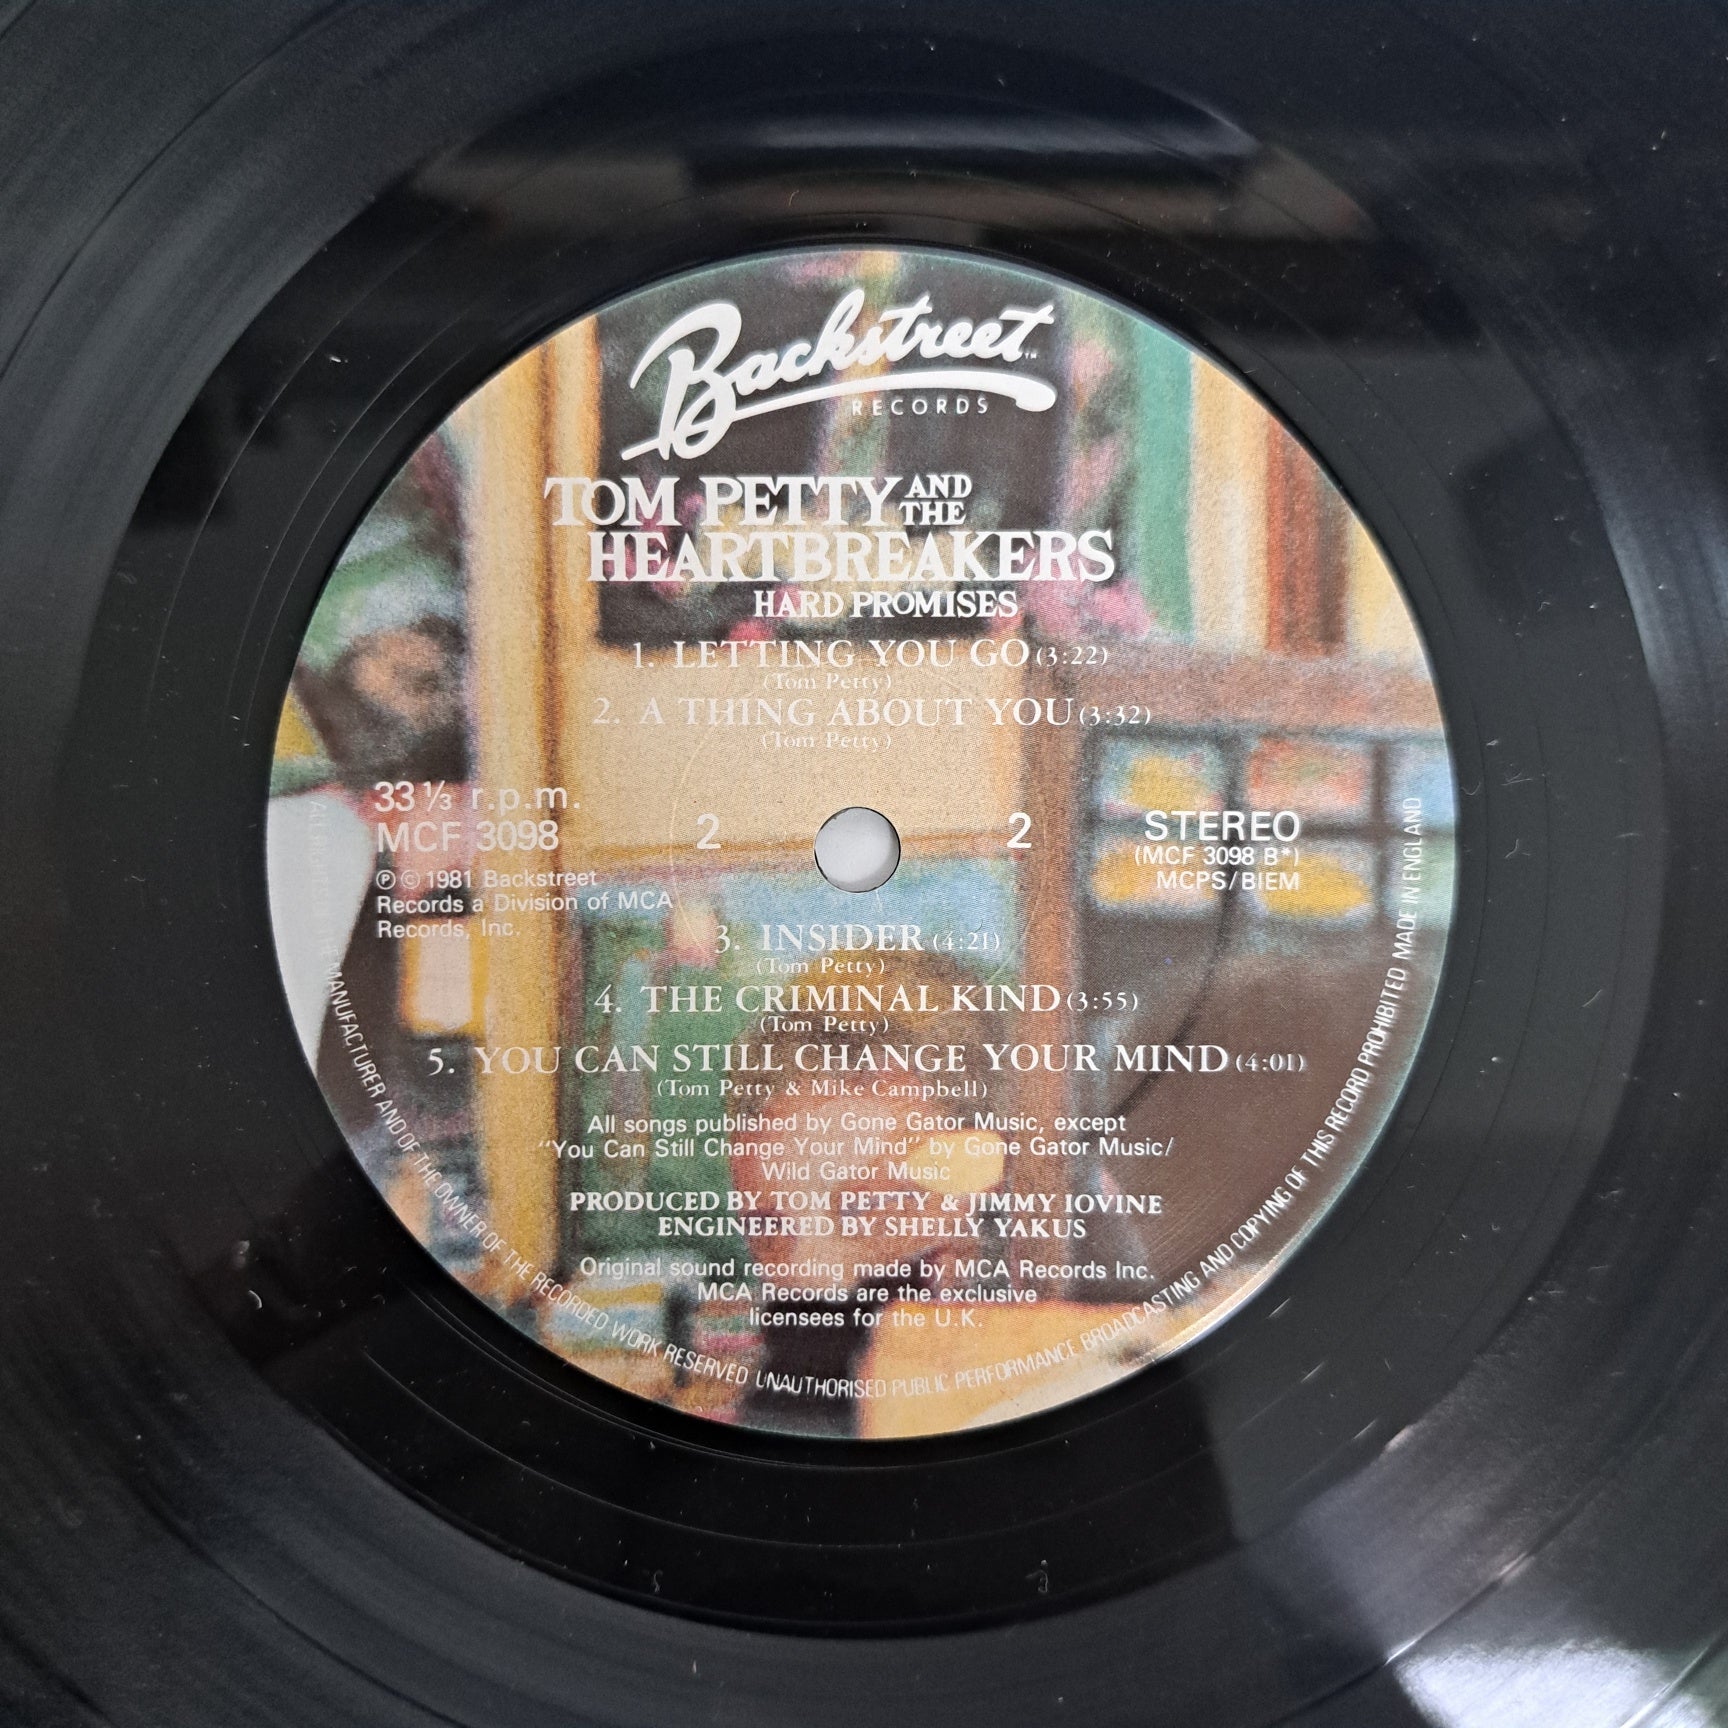 Backstreet™
RECORDS
TOM PETTY AND THE
HEARTBREAKERS
HARD PROMISES
1. LETTING YOU GO (3:22)
(Tom Petty)
2. A THING ABOUT YOU (3:32)
(Tom Petty)
33⅓ r.p.m.
MCF 3098
℗ © 1981 Backstreet
Records a Division of MCA
Records, Inc.
2
2
STEREO
(MCF 3098 B*)
MCPS/BIEM
3. INSIDER (4:21)
(Tom Petty)
4. THE CRIMINAL KIND (3:55)
(Tom Petty)
5. YOU CAN STILL CHANGE YOUR MIND (4:01)
(Tom Petty & Mike Campbell)
All songs published by Gone Gator Music, except
"You Can Still Change Your Mind" by Gone Gator Music/
Wild Gator Music
PRODUCED BY TOM PETTY & JIMMY IOVINE
ENGINEERED BY SHELLY YAKUS
Original sound recording made by MCA Records Inc.
MCA Records are the exclusive
licensees for the U.K.
ALL MANUFACTURER AND OF THE OWNER OF THE RECORDED WORK RESERVED UNAUTHORISED PUBLIC PERFORMANCE BROADCASTING AND COPYING OF THIS RECORD PROHIBITED MADE IN ENGLAND